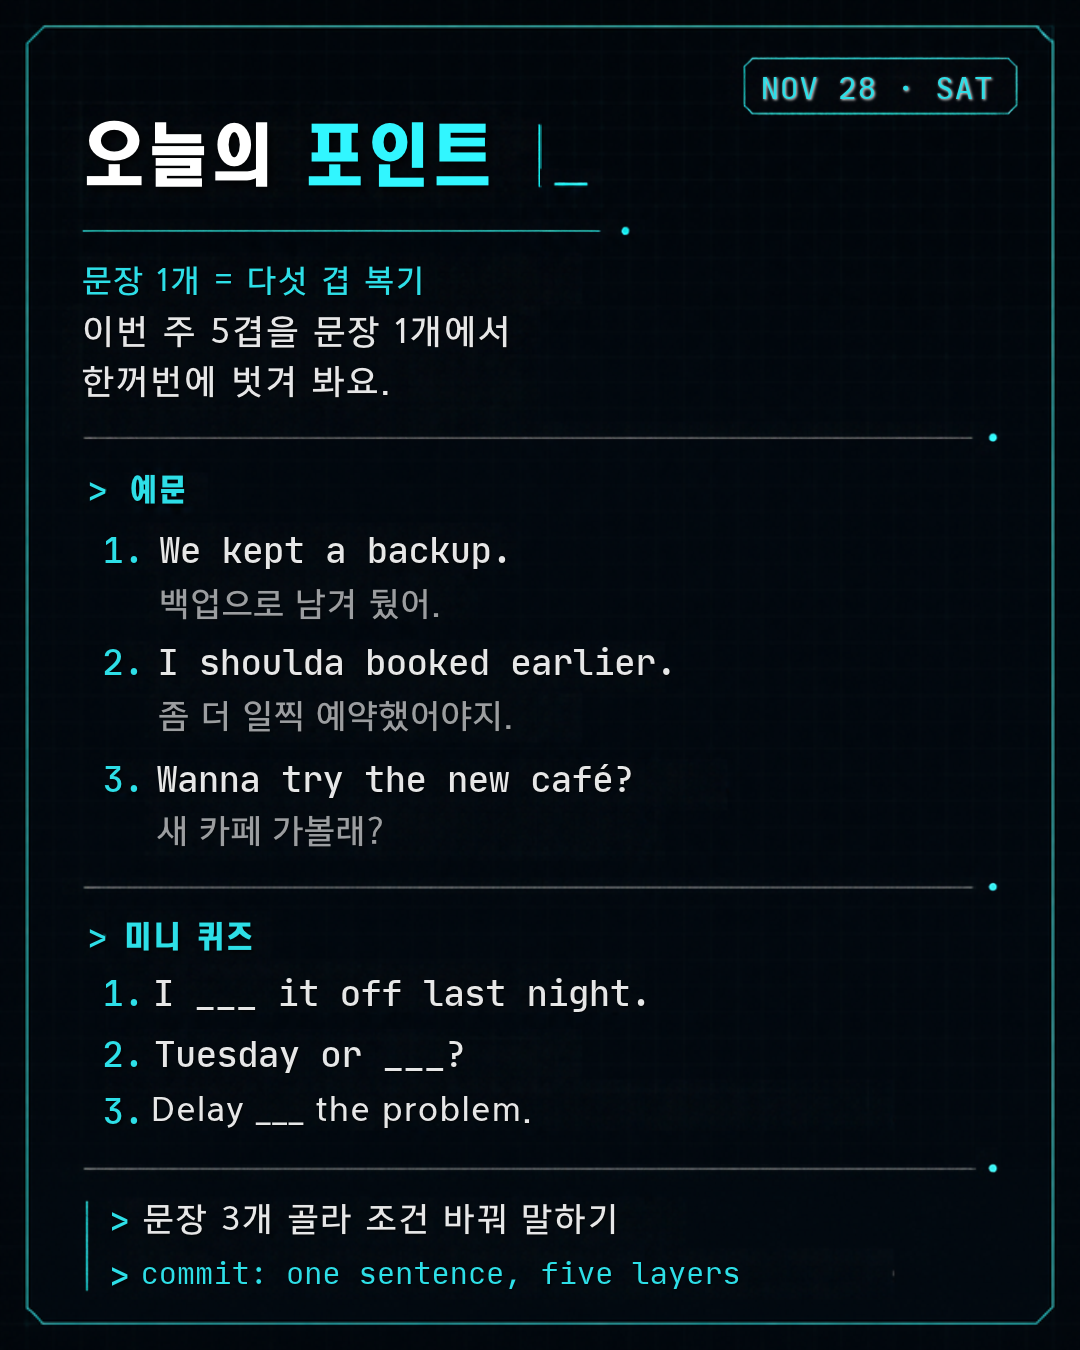 NOV 28 · SAT
오늘의 포인트 |_
문장 1개 = 다섯 겹 복기
이번 주 5겹을 문장 1개에서
한꺼번에 벗겨 봐요.
> 예문
1. We kept a backup.
백업으로 남겨 뒀어.
2. I shoulda booked earlier.
좀 더 일찍 예약했어야지.
3. Wanna try the new café?
새 카페 가볼래?
> 미니 퀴즈
1. I ___ it off last night.
2. Tuesday or ___?
3. Delay ___ the problem.
> 문장 3개 골라 조건 바꿔 말하기
> commit: one sentence, five layers